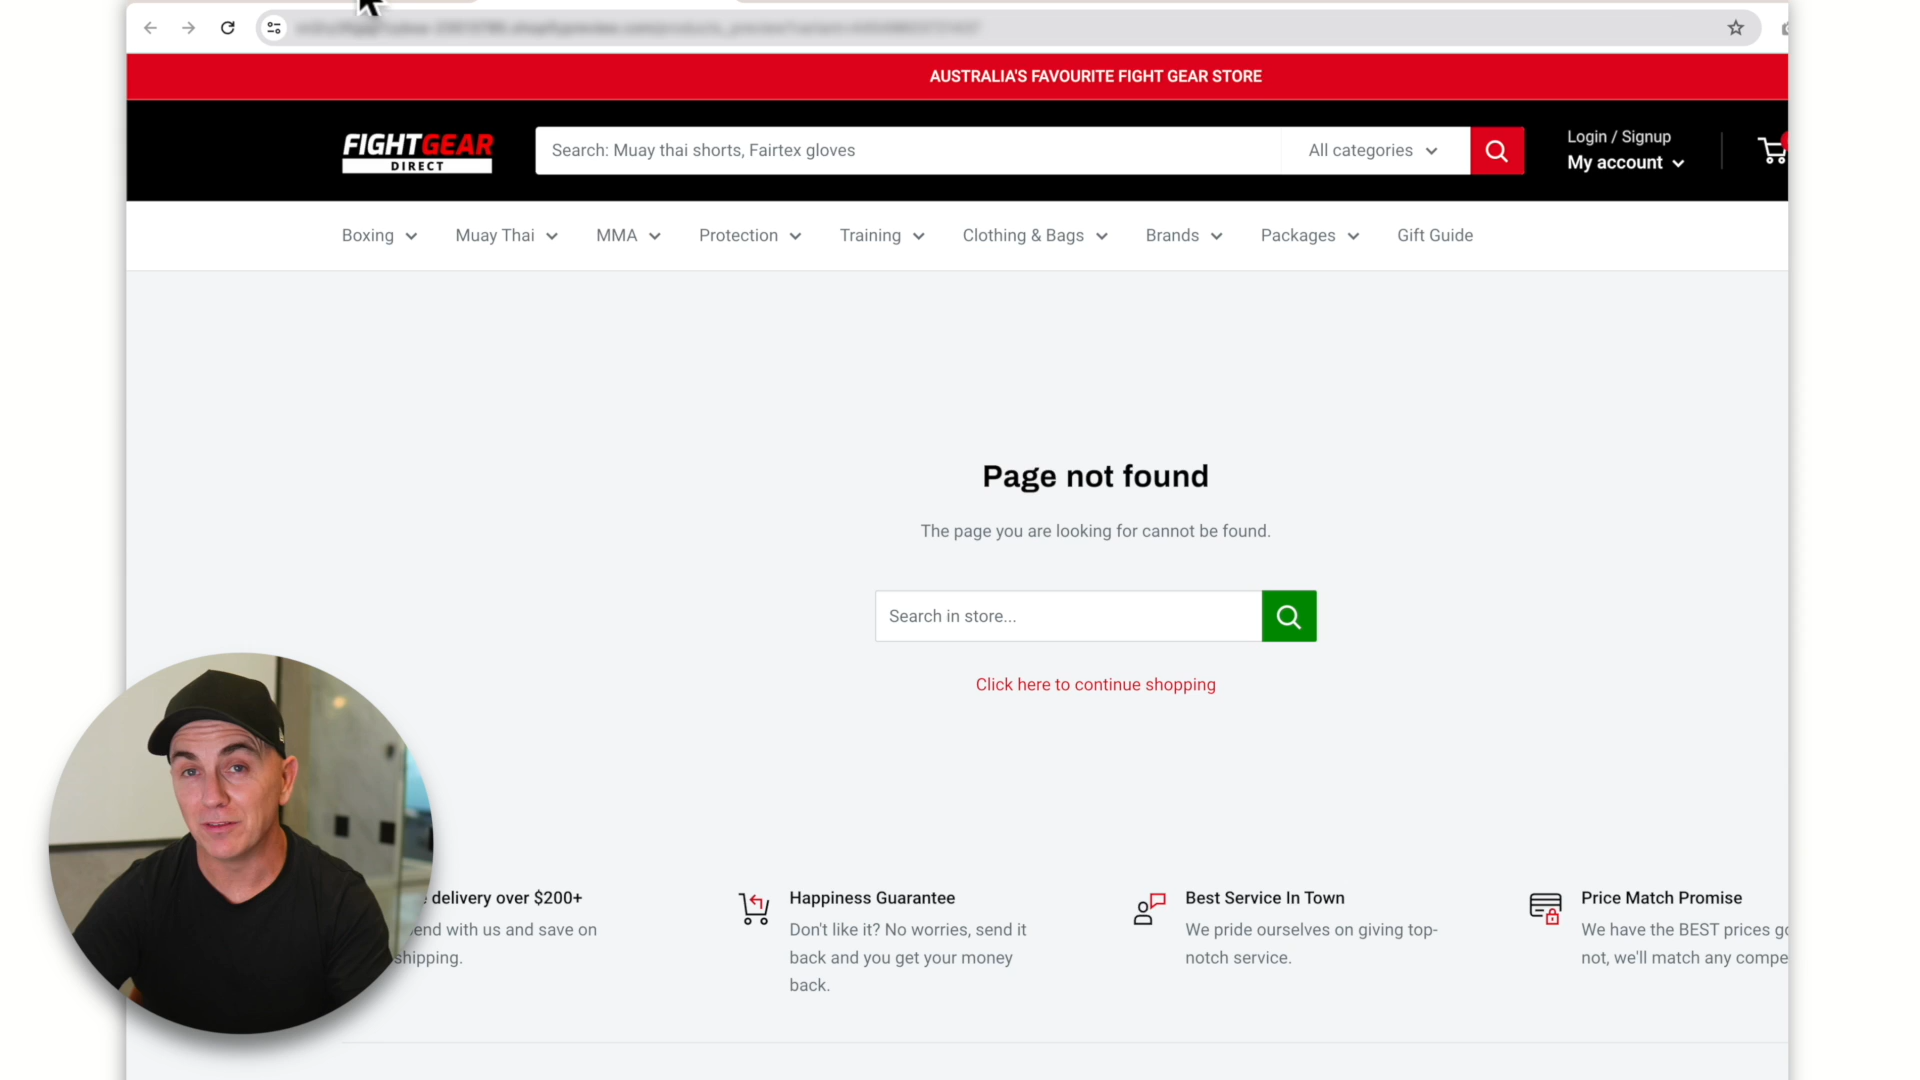 AUSTRALIA'S FAVOURITE FIGHT GEAR STORE
FIGHTGEAR
DIRECT
Search: Muay thai shorts, Fairtex gloves
All categories
Login / Signup
My account
Boxing
Muay Thai
MMA
Protection
Training
Clothing & Bags
Brands
Packages
Gift Guide
Page not found
The page you are looking for cannot be found.
Search in store...
Click here to continue shopping
delivery over $200+
with us and save on
shipping.
Happiness Guarantee
Don't like it? No worries, send it
back and you get your money
back.
Best Service In Town
We pride ourselves on giving top-
notch service.
Price Match Promise
We have the BEST prices
not, we'll match any